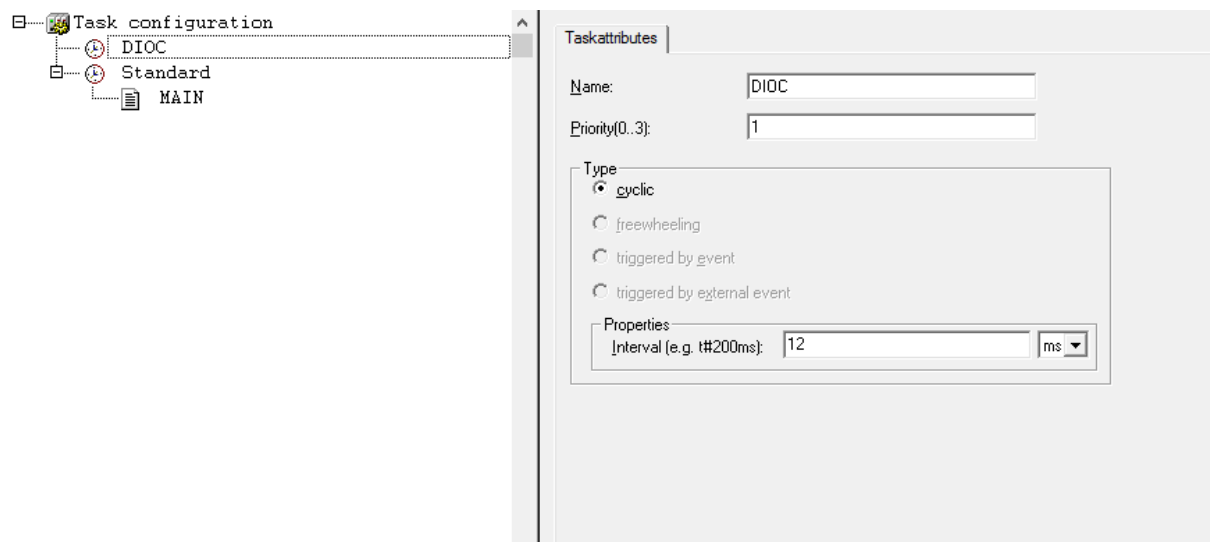 Task configuration
DIOC
Standard
MAIN
Taskattributes
Name: DIOC
Priority(0..3): 1
Type
cyclic
freewheeling
triggered by event
triggered by external event
Properties
Interval (e.g. t#200ms): 12 ms